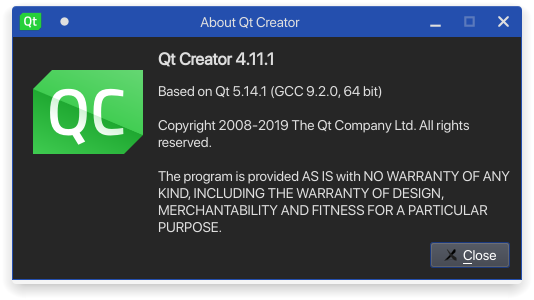 Qt
About Qt Creator
QC
Qt Creator 4.11.1
Based on Qt 5.14.1 (GCC 9.2.0, 64 bit)
Copyright 2008-2019 The Qt Company Ltd. All rights
reserved.
The program is provided AS IS with NO WARRANTY OF ANY
KIND, INCLUDING THE WARRANTY OF DESIGN,
MERCHANTABILITY AND FITNESS FOR A PARTICULAR
PURPOSE.
Close